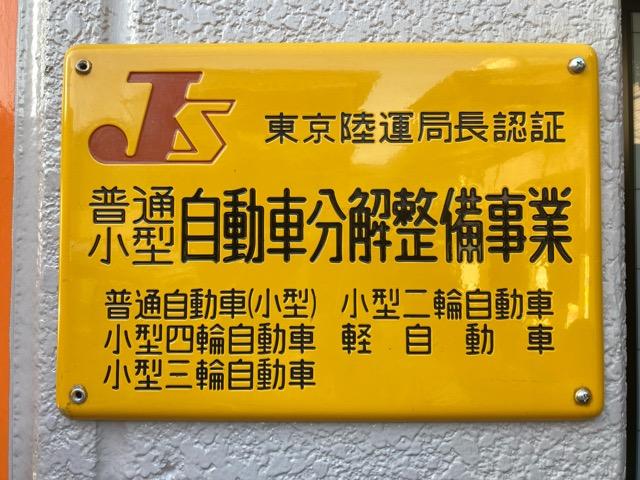 JS 東京陸運局長認証
普通小型自動車分解整備事業
普通自動車(小型) 小型二輪自動車
小型四輪自動車 軽自動車
小型三輪自動車